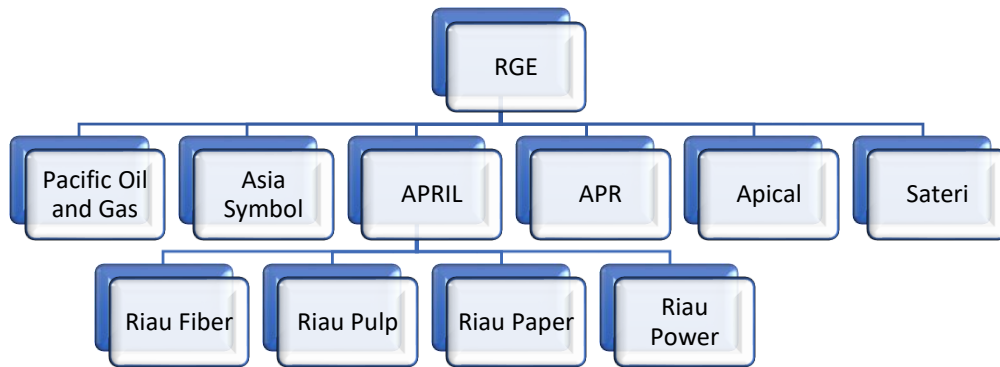 RGE
Pacific Oil
and Gas
Asia
Symbol
APRIL
APR
Apical
Sateri
Riau Fiber
Riau Pulp
Riau Paper
Riau
Power